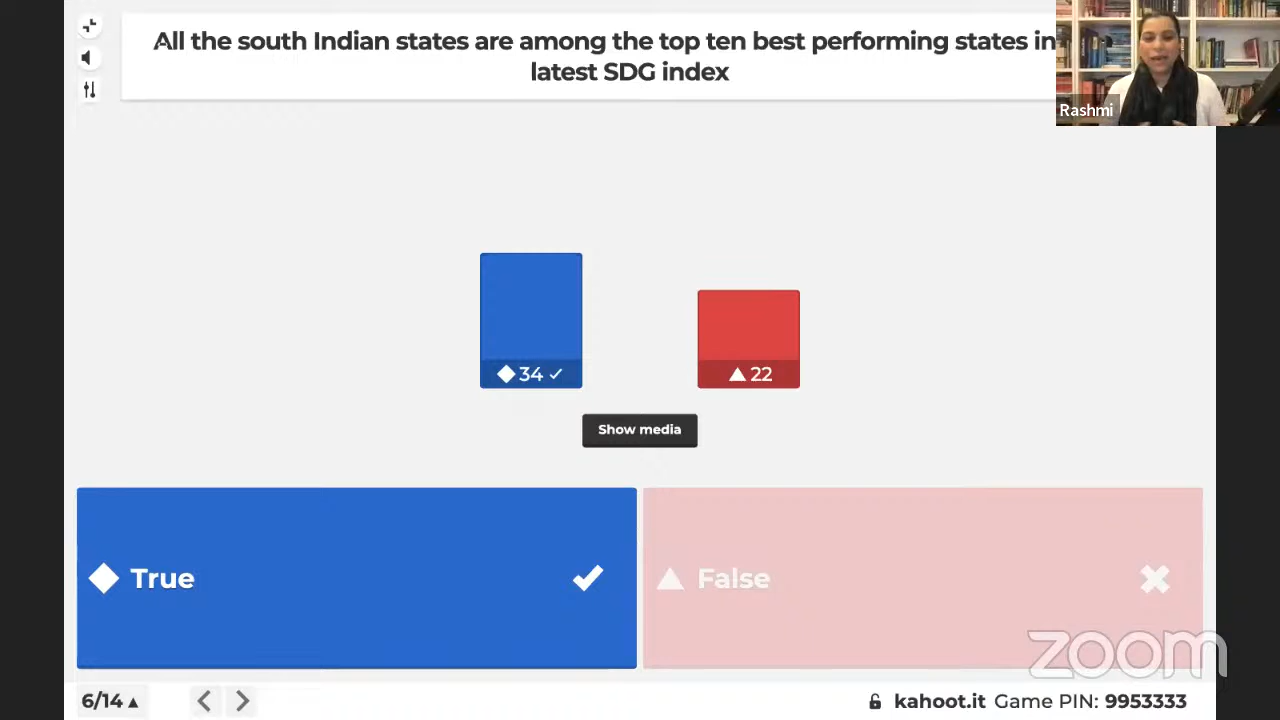 All the south Indian states are among the top ten best performing states in
latest SDG index
Rashmi
34
22
Show media
True
False
zoom
6/14
kahoot.it Game PIN: 9953333